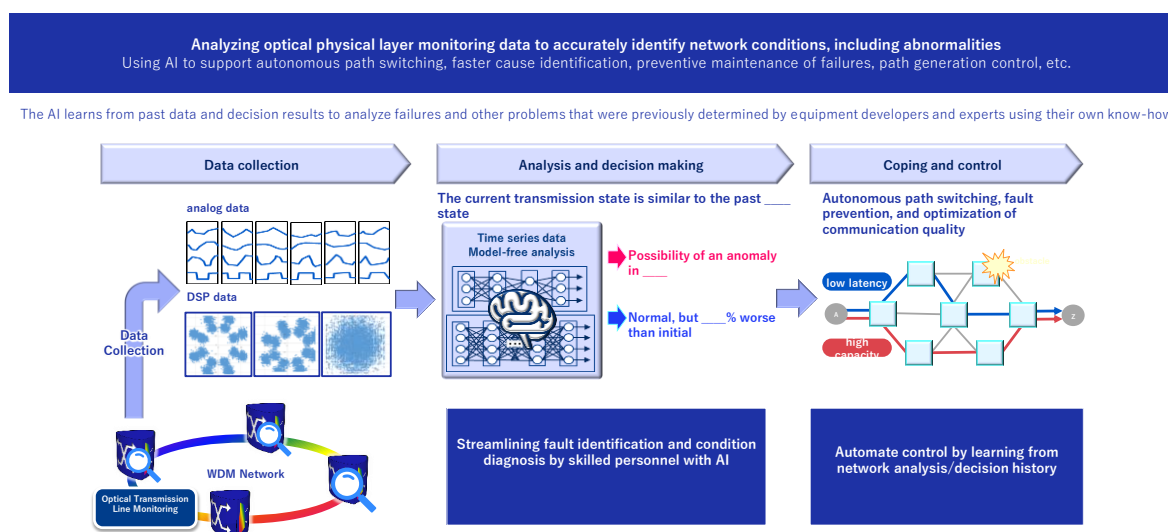 Analyzing optical physical layer monitoring data to accurately identify network conditions, including abnormalities
Using AI to support autonomous path switching, faster cause identification, preventive maintenance of failures, path generation control, etc.
The AI learns from past data and decision results to analyze failures and other problems that were previously determined by equipment developers and experts using their own know-how
Data collection
Analysis and decision making
Coping and control
analog data
DSP data
Data
Collection
WDM Network
Optical Transmission
Line Monitoring
The current transmission state is similar to the past ____
state
Time series data
Model-free analysis
Possibility of an anomaly
in ____
Normal, but ____% worse
than initial
Autonomous path switching, fault
prevention, and optimization of
communication quality
low latency
A
Z
high
capacity
Streamlining fault identification and condition
diagnosis by skilled personnel with AI
Automate control by learning from
network analysis/decision history